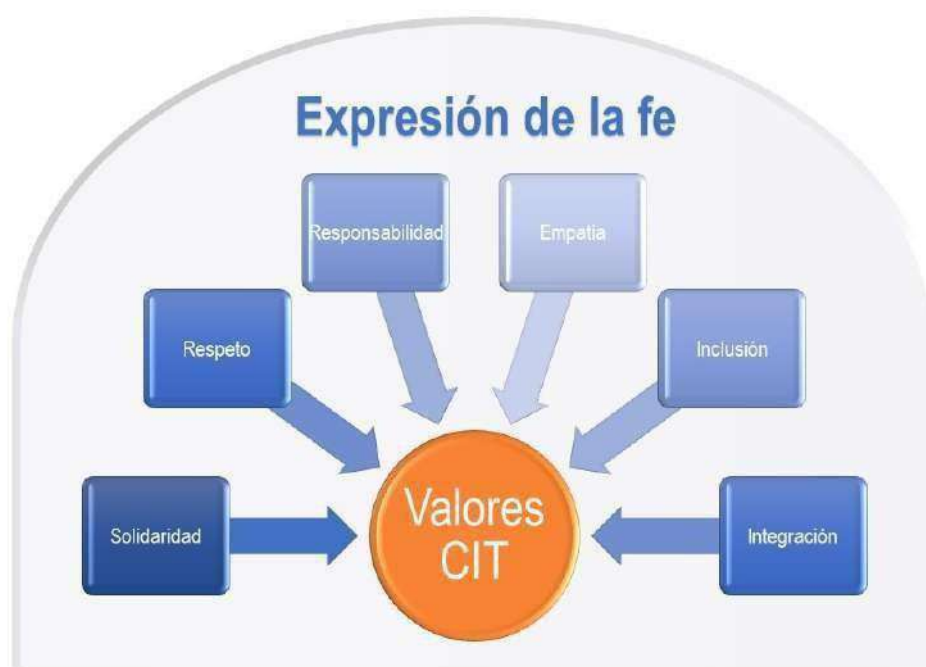 Expresión de la fe
Responsabilidad
Empatia
Respeto
Inclusión
Solidaridad
Valores
CIT
Integración